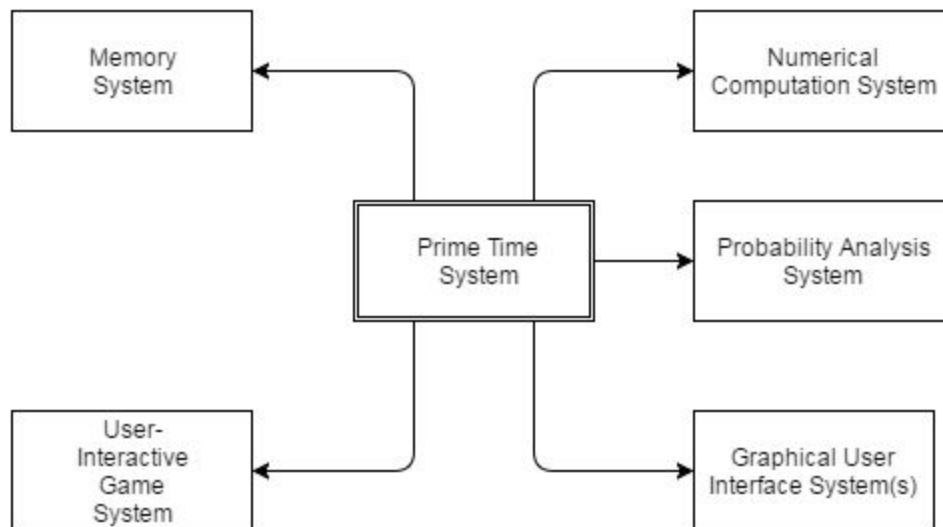 Memory
System
Numerical
Computation System
Prime Time
System
Probability Analysis
System
User-
Interactive
Game
System
Graphical User
Interface System(s)